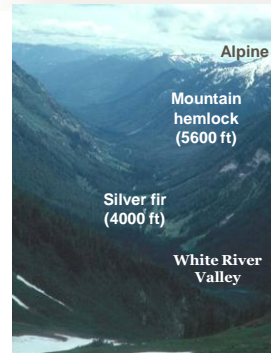 Alpine
Mountain
hemlock
(5600 ft)
Silver fir
(4000 ft)
White River
Valley